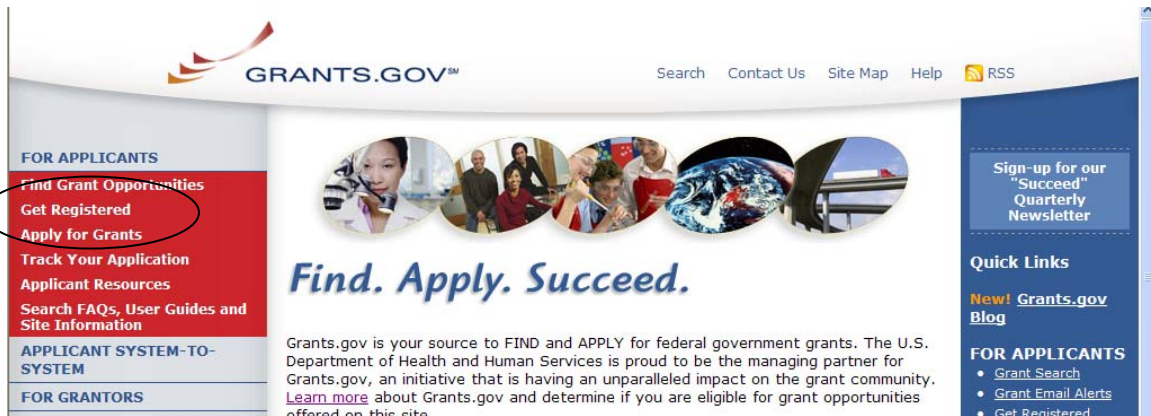 GRANTS.GOV℠
Search Contact Us Site Map Help RSS
FOR APPLICANTS
Find Grant Opportunities
Get Registered
Apply for Grants
Track Your Application
Applicant Resources
Search FAQs, User Guides and
Site Information
APPLICANT SYSTEM-TO-
SYSTEM
FOR GRANTORS
Find. Apply. Succeed.
Grants.gov is your source to FIND and APPLY for federal government grants. The U.S.
Department of Health and Human Services is proud to be the managing partner for
Grants.gov, an initiative that is having an unparalleled impact on the grant community.
Learn more about Grants.gov and determine if you are eligible for grant opportunities
offered on this site.
Sign-up for our
"Succeed"
Quarterly
Newsletter
Quick Links
New! Grants.gov
Blog
FOR APPLICANTS
• Grant Search
• Grant Email Alerts
• Get Registered